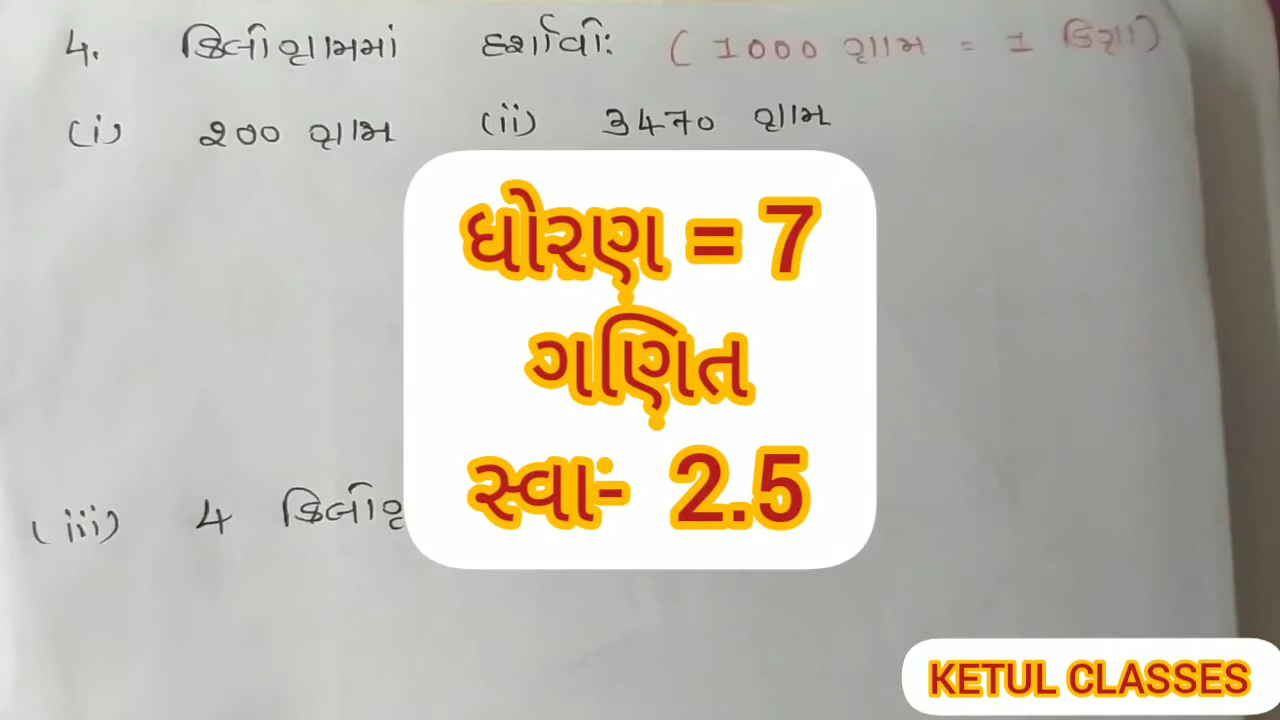 4. કિલોગ્રામમાં દર્શાવો: ( 1000 ગ્રામ = 1 કિગ્રા )
(i) 200 ગ્રામ (ii) 3470 ગ્રામ
ધોરણ = 7
ગણિત
સ્વાઃ- 2.5
(iii) 4 કિલોગ્
KETUL CLASSES